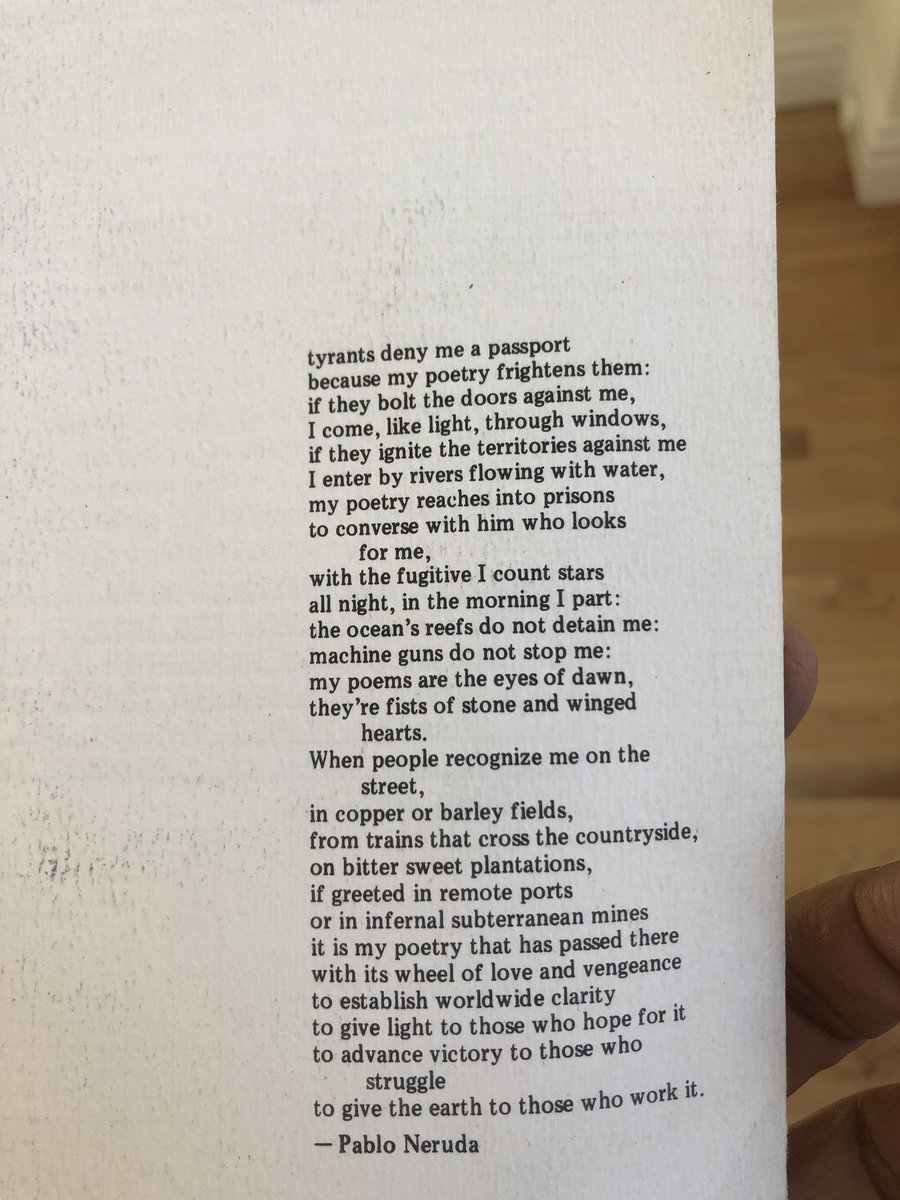 tyrants deny me a passport
because my poetry frightens them:
if they bolt the doors against me,
I come, like light, through windows,
if they ignite the territories against me
I enter by rivers flowing with water,
my poetry reaches into prisons
to converse with him who looks
for me,
with the fugitive I count stars
all night, in the morning I part:
the ocean's reefs do not detain me:
machine guns do not stop me:
my poems are the eyes of dawn,
they're fists of stone and winged
hearts.
When people recognize me on the
street,
in copper or barley fields,
from trains that cross the countryside,
on bitter sweet plantations,
if greeted in remote ports
or in infernal subterranean mines
it is my poetry that has passed there
with its wheel of love and vengeance
to establish worldwide clarity
to give light to those who hope for it
to advance victory to those who
struggle
to give the earth to those who work it.
— Pablo Neruda